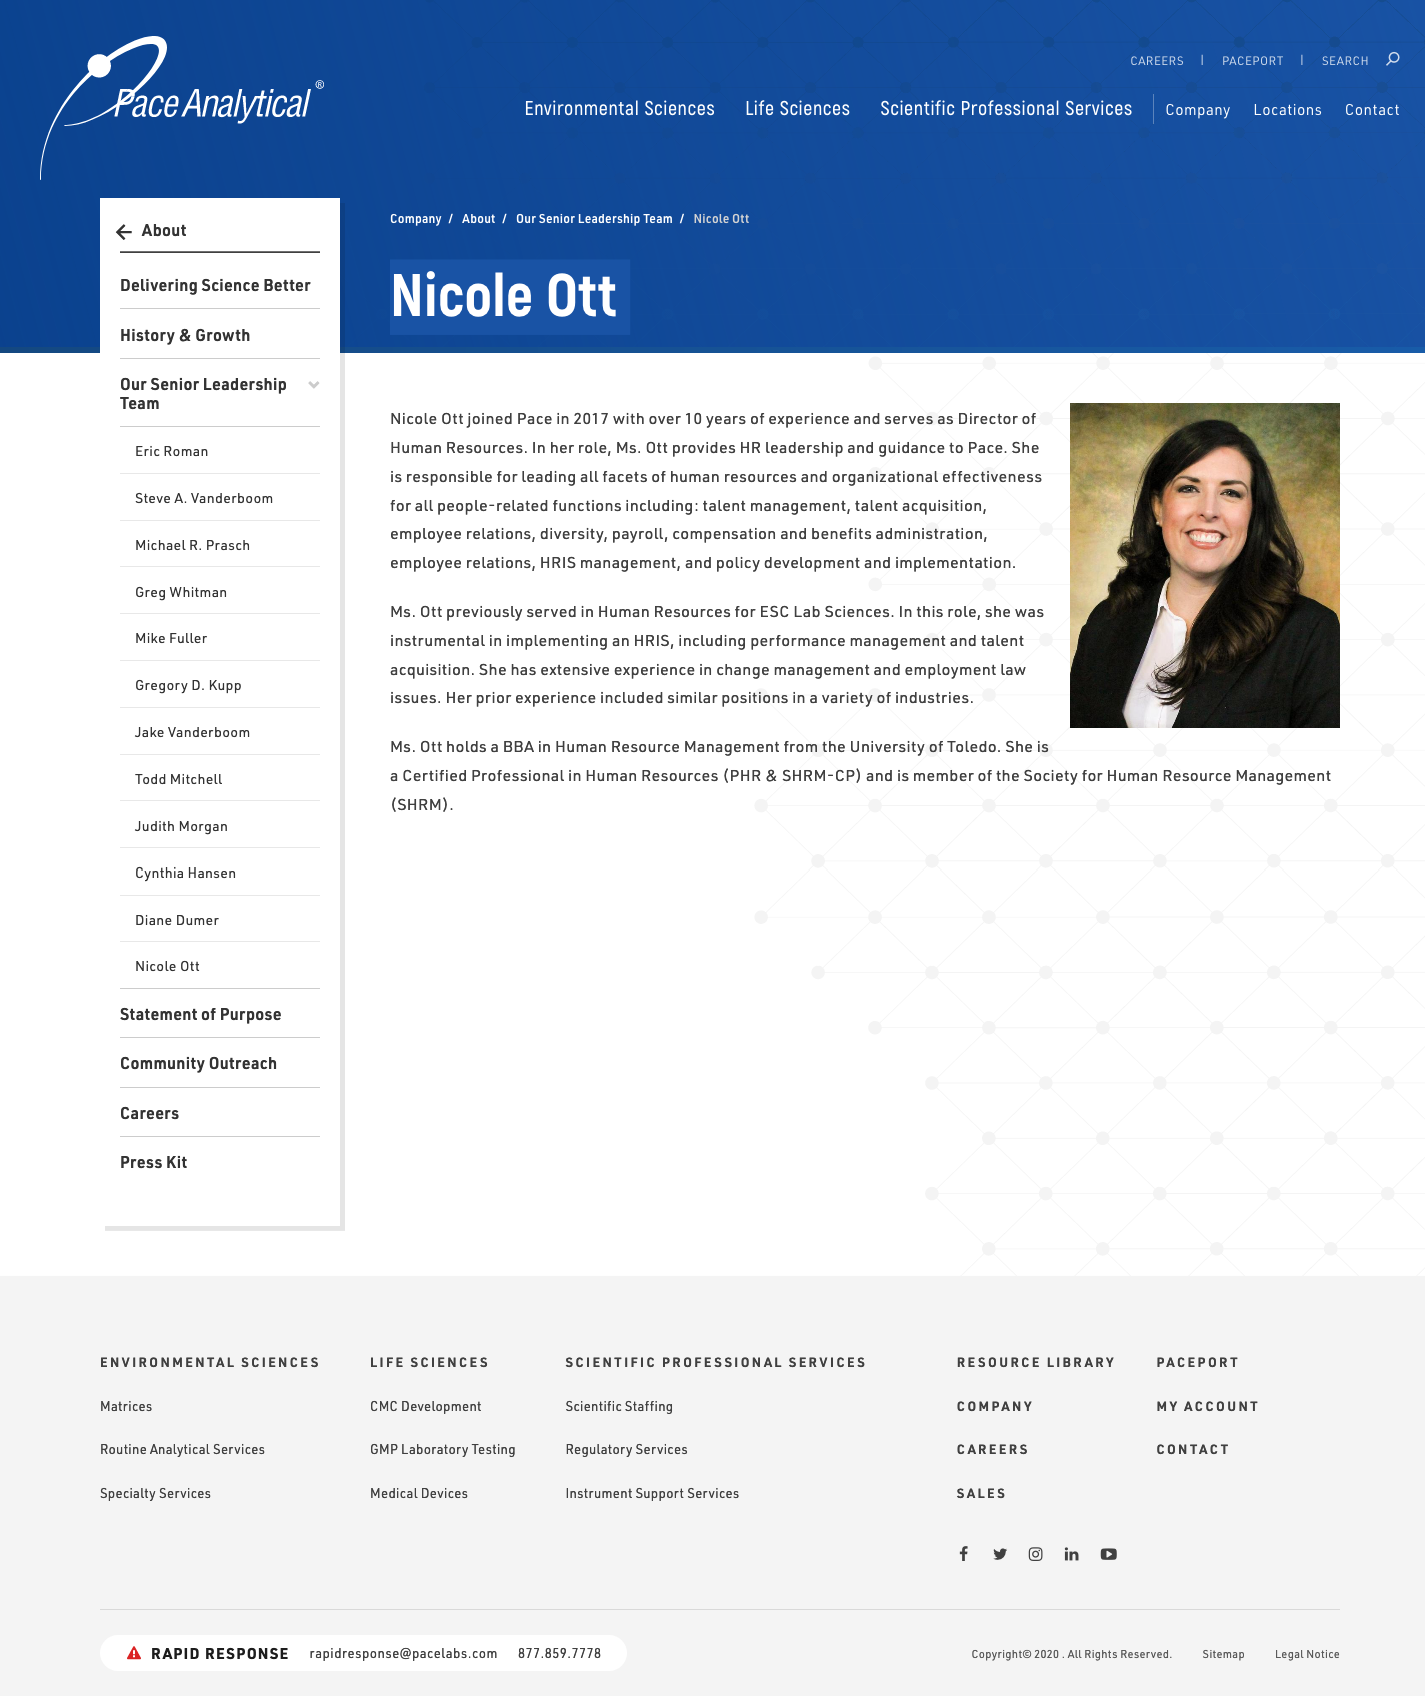 Pace Analytical®
CAREERS | PACEPORT | SEARCH
Environmental Sciences Life Sciences Scientific Professional Services Company Locations Contact
Company / About / Our Senior Leadership Team / Nicole Ott
Nicole Ott
About
Delivering Science Better
History & Growth
Our Senior Leadership
Team
Eric Roman
Steve A. Vanderboom
Michael R. Prasch
Greg Whitman
Mike Fuller
Gregory D. Kupp
Jake Vanderboom
Todd Mitchell
Judith Morgan
Cynthia Hansen
Diane Dumer
Nicole Ott
Statement of Purpose
Community Outreach
Careers
Press Kit
Nicole Ott joined Pace in 2017 with over 10 years of experience and serves as Director of
Human Resources. In her role, Ms. Ott provides HR leadership and guidance to Pace. She
is responsible for leading all facets of human resources and organizational effectiveness
for all people-related functions including: talent management, talent acquisition,
employee relations, diversity, payroll, compensation and benefits administration,
employee relations, HRIS management, and policy development and implementation.
Ms. Ott previously served in Human Resources for ESC Lab Sciences. In this role, she was
instrumental in implementing an HRIS, including performance management and talent
acquisition. She has extensive experience in change management and employment law
issues. Her prior experience included similar positions in a variety of industries.
Ms. Ott holds a BBA in Human Resource Management from the University of Toledo. She is
a Certified Professional in Human Resources (PHR & SHRM-CP) and is member of the Society for Human Resource Management
(SHRM).
ENVIRONMENTAL SCIENCES
Matrices
Routine Analytical Services
Specialty Services
LIFE SCIENCES
CMC Development
GMP Laboratory Testing
Medical Devices
SCIENTIFIC PROFESSIONAL SERVICES
Scientific Staffing
Regulatory Services
Instrument Support Services
RESOURCE LIBRARY
COMPANY
CAREERS
SALES
PACEPORT
MY ACCOUNT
CONTACT
RAPID RESPONSE rapidresponse@pacelabs.com 877.859.7778
Copyright© 2020 . All Rights Reserved. Sitemap Legal Notice